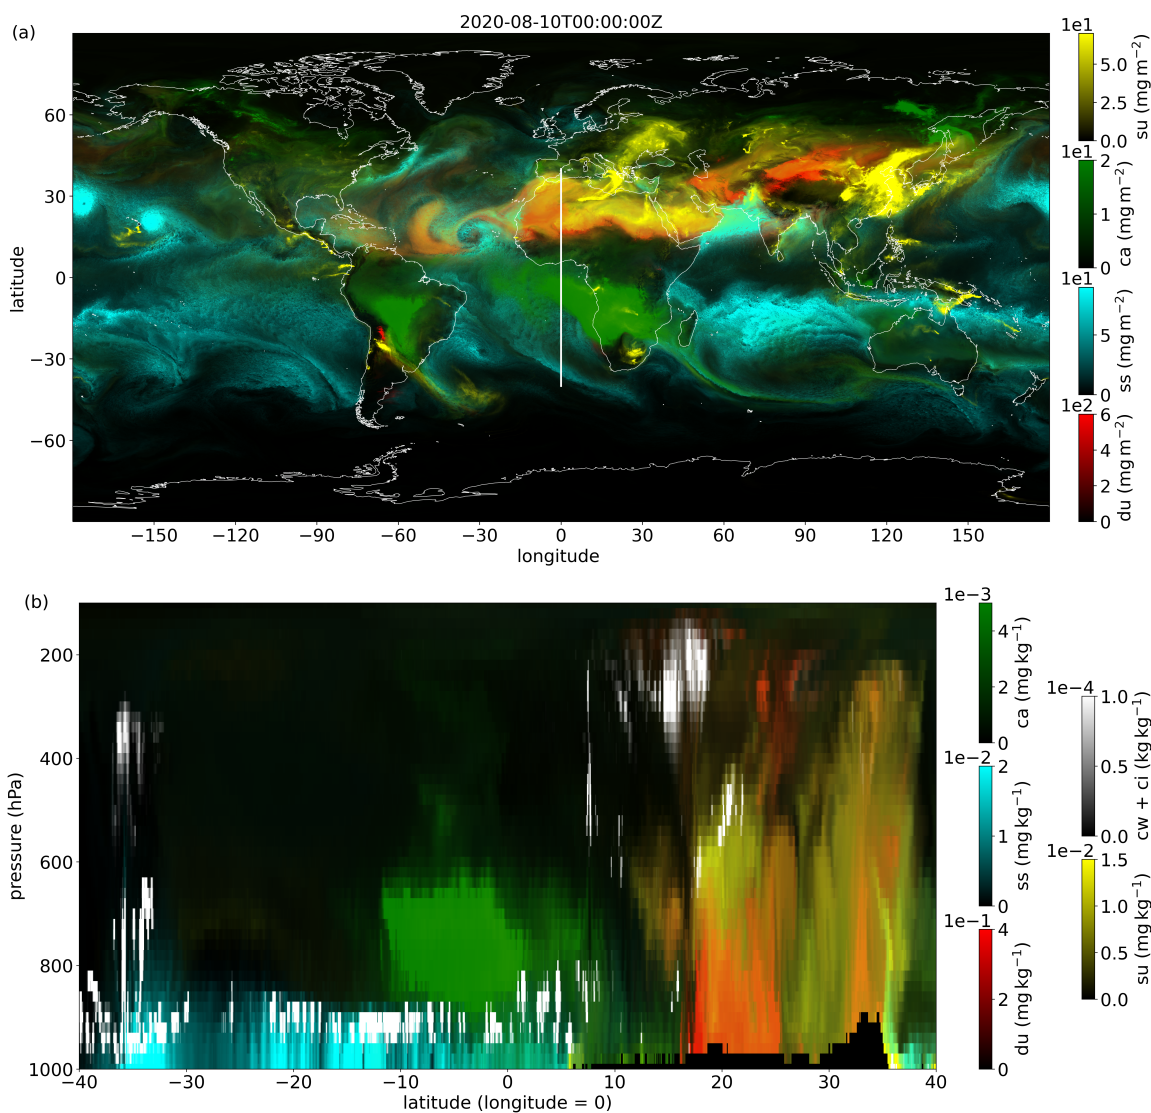 (a)
2020-08-10T00:00:00Z
60
30
0
−30
−60
latitude
−150
−120
−90
−60
−30
0
30
60
90
120
150
longitude
1e1
5.0
2.5
0.0
su (mg m−2)
1e1
2
1
0
ca (mg m−2)
1e1
5
0
ss (mg m−2)
1e2
6
4
2
0
du (mg m−2)
(b)
200
400
600
800
1000
pressure (hPa)
−40
−30
−20
−10
0
10
20
30
40
latitude (longitude = 0)
1e−3
4
2
0
ca (mg kg−1)
1e−2
2
1
0
ss (mg kg−1)
1e−1
4
2
0
du (mg kg−1)
1e−4
1.0
0.5
0.0
cw + ci (kg kg−1)
1e−2
1.5
1.0
0.5
0.0
su (mg kg−1)